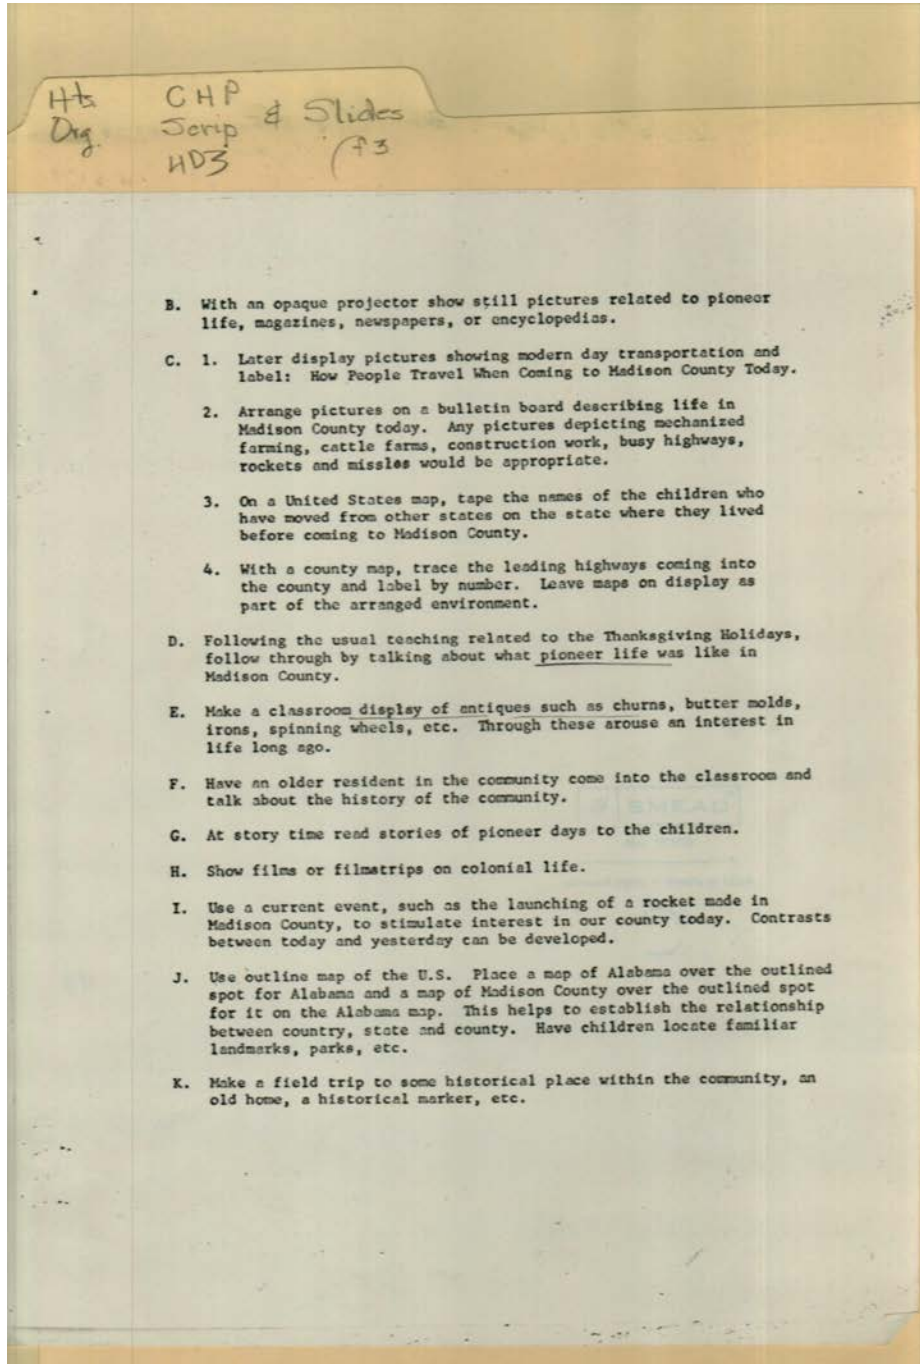 Hts CHP & Slides
Org. Scrip (f3
HD3
B. With an opaque projector show still pictures related to pioneer
life, magazines, newspapers, or encyclopedias.
C. 1. Later display pictures showing modern day transportation and
label: How People Travel When Coming to Madison County Today.
2. Arrange pictures on a bulletin board describing life in
Madison County today. Any pictures depicting mechanized
farming, cattle farms, construction work, busy highways,
rockets and missles would be appropriate.
3. On a United States map, tape the names of the children who
have moved from other states on the state where they lived
before coming to Madison County.
4. With a county map, trace the leading highways coming into
the county and label by number. Leave maps on display as
part of the arranged environment.
D. Following the usual teaching related to the Thanksgiving Holidays,
follow through by talking about what pioneer life was like in
Madison County.
E. Make a classroom display of antiques such as churns, butter molds,
irons, spinning wheels, etc. Through these arouse an interest in
life long ago.
F. Have an older resident in the community come into the classroom and
talk about the history of the community.
G. At story time read stories of pioneer days to the children.
H. Show films or filmstrips on colonial life.
I. Use a current event, such as the launching of a rocket made in
Madison County, to stimulate interest in our county today. Contrasts
between today and yesterday can be developed.
J. Use outline map of the U.S. Place a map of Alabama over the outlined
spot for Alabama and a map of Madison County over the outlined spot
for it on the Alabama map. This helps to establish the relationship
between country, state and county. Have children locate familiar
landmarks, parks, etc.
K. Make a field trip to some historical place within the community, an
old home, a historical marker, etc.